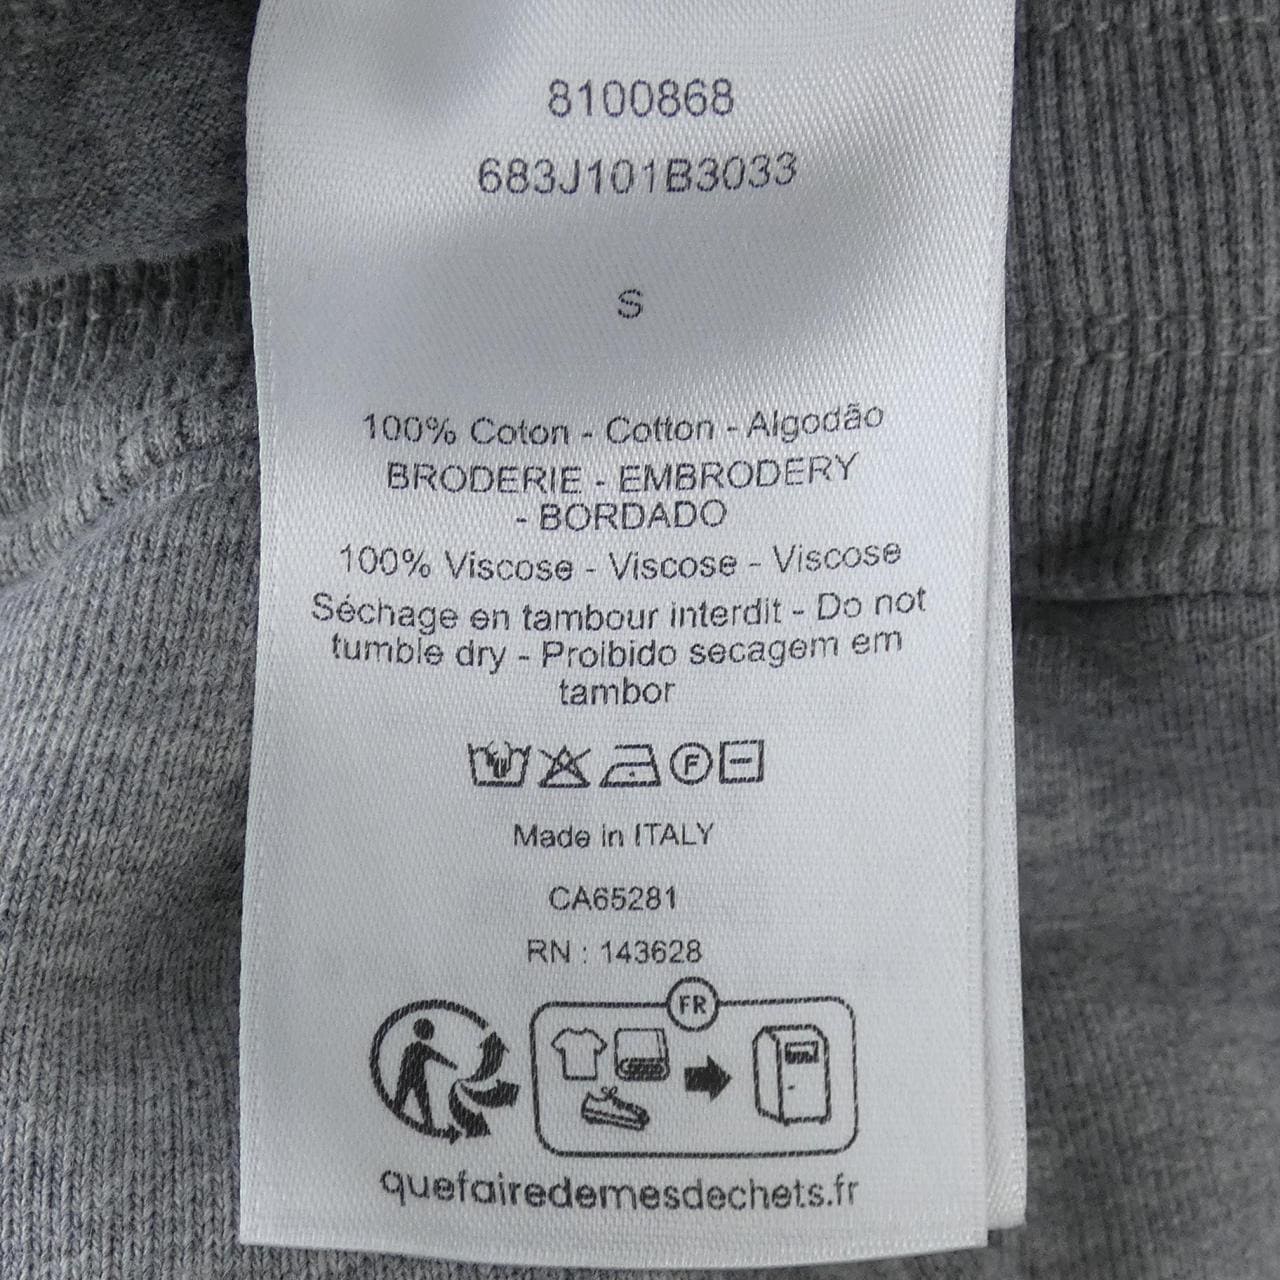 8100868
683J101B3033
S
100% Coton - Cotton - Algodão
BRODERIE - EMBRODERY
- BORDADO
100% Viscose - Viscose - Viscose
Séchage en tambour interdit - Do not
tumble dry - Proibido secagem em
tambor
F
Made in ITALY
CA65281
RN : 143628
FR
quefairedemesdechets.fr